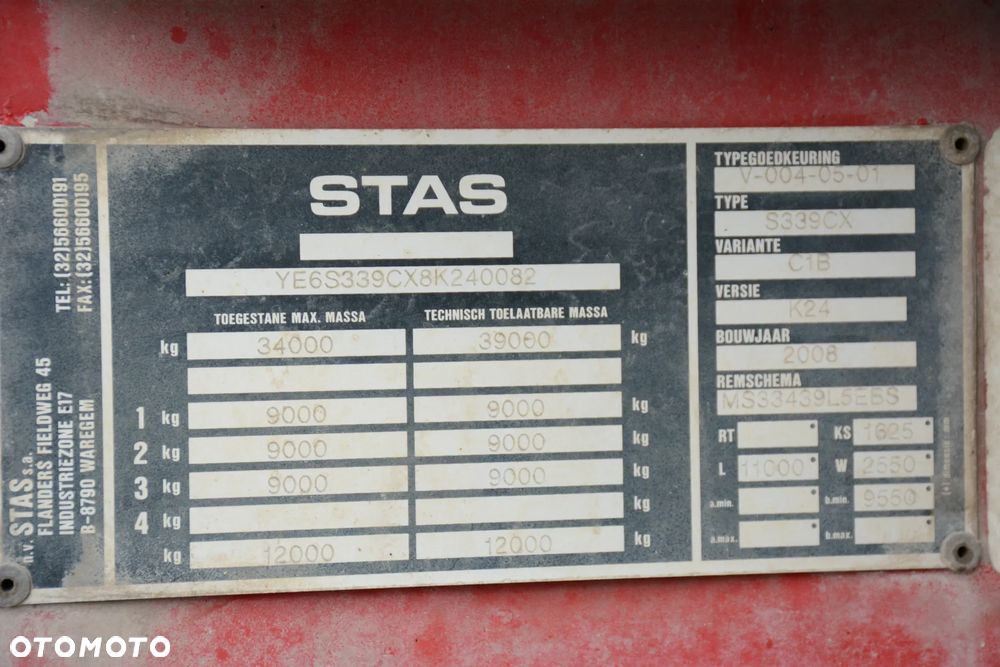 n.v. STAS s.a.
FLANDERS FIELDWEG 45
INDUSTRIEZONE E17
B-8790 WAREGEM
TEL: (32)56600191
FAX: (32)56600195
STAS
YE6S339CX8K240082
TOEGESTANE MAX. MASSA TECHNISCH TOELAATBARE MASSA
kg 34000 39000 kg
1 kg 9000 9000 kg
2 kg 9000 9000 kg
3 kg 9000 9000 kg
4 kg kg
kg 12000 12000 kg
TYPEGOEDKEURING
V-004-05-01
TYPE
S339CX
VARIANTE
C1B
VERSIE
K24
BOUWJAAR
2008
REMSCHEMA
MS33439L5EBS
RT KS 1625
L 11000 W 2550
a.min. b.min. 9550
a.max. b.max.
OTOMOTO